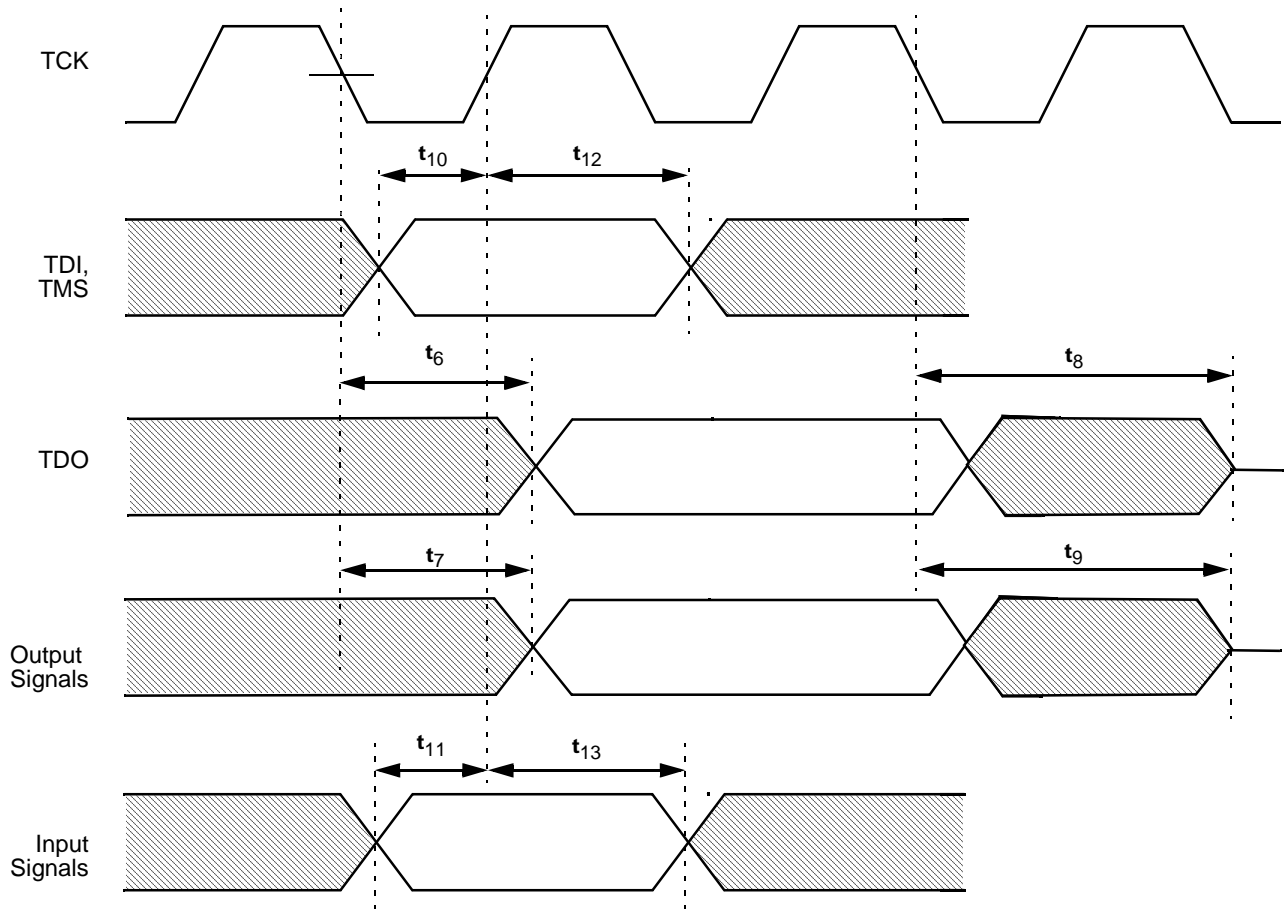 TCK
t10
t12
TDI,
TMS
t6
t8
TDO
t7
t9
Output
Signals
t11
t13
Input
Signals